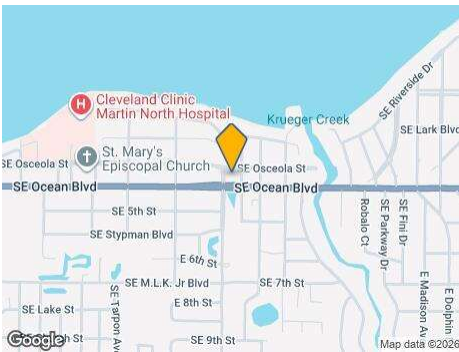 Cleveland Clinic
Martin North Hospital
Krueger Creek
SE Riverside Dr
SE Lark Blvd
St. Mary's
Episcopal Church
SE Osceola St
SE Osceola St
SE Ocean Blvd
SE Ocean Blvd
SE 5th St
SE Stypman Blvd
Robalo Ct
SE Parkway Dr
SE Fini Dr
E 6th St
SE M.L.K. Jr Blvd
SE 7th St
E 8th St
SE Lake St
SE Tarpon Ave
E Madison Ave
E Dolphin
SE 9th St
Google
Map data ©2026